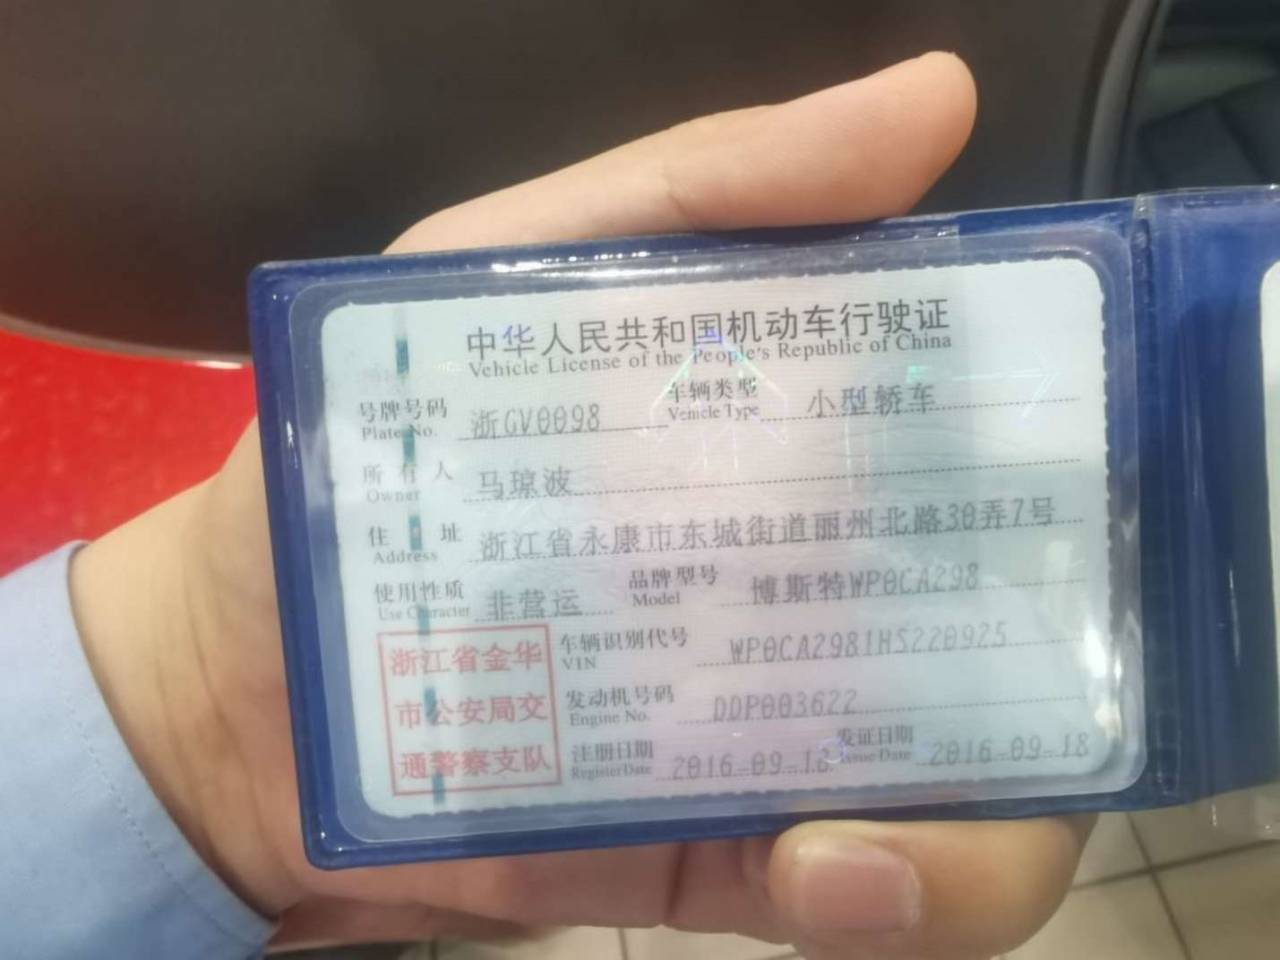 中华人民共和国机动车行驶证
Vehicle License of the People's Republic of China
号牌号码 浙GV0098 车辆类型 小型轿车
Plate No. Vehicle Type
所有人 马琼波
Owner
住址 浙江省永康市东城街道丽州北路30弄7号
Address
使用性质 非营运 品牌型号 博斯特WP0CA298
Use Character Model
浙江省金华
市公安局交
通警察支队
车辆识别代号 WP0CA2981HS220925
VIN
发动机号码 DDP003622
Engine No.
注册日期 2016-09-18 发证日期 2016-09-18
Register Date Issue Date